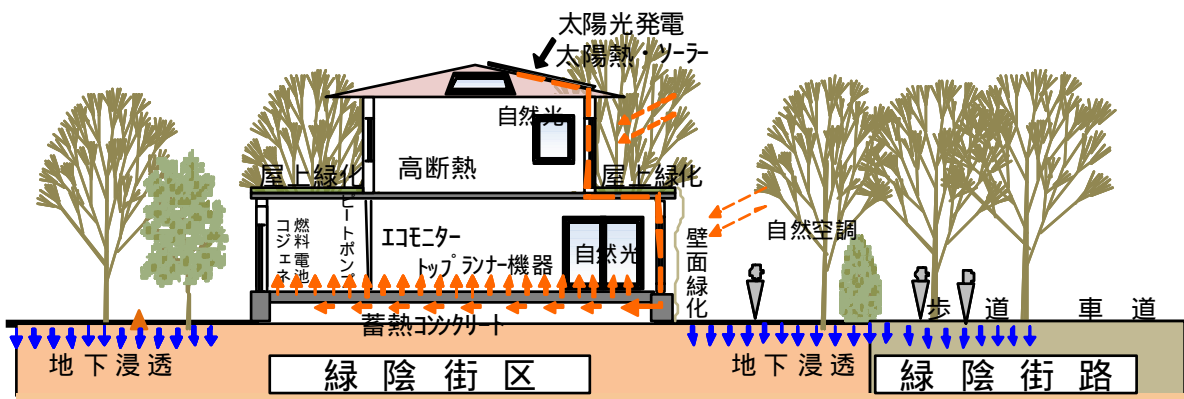 太陽光発電
太陽熱・ソーラー
自然光
高断熱
屋上緑化
屋上緑化
燃料電池
コジェネ
ヒートポンプ
エコモニター
トップランナー機器
自然光
壁面緑化
自然空調
蓄熱コンクリート
歩道
車道
地下浸透
地下浸透
緑陰街区
緑陰街路